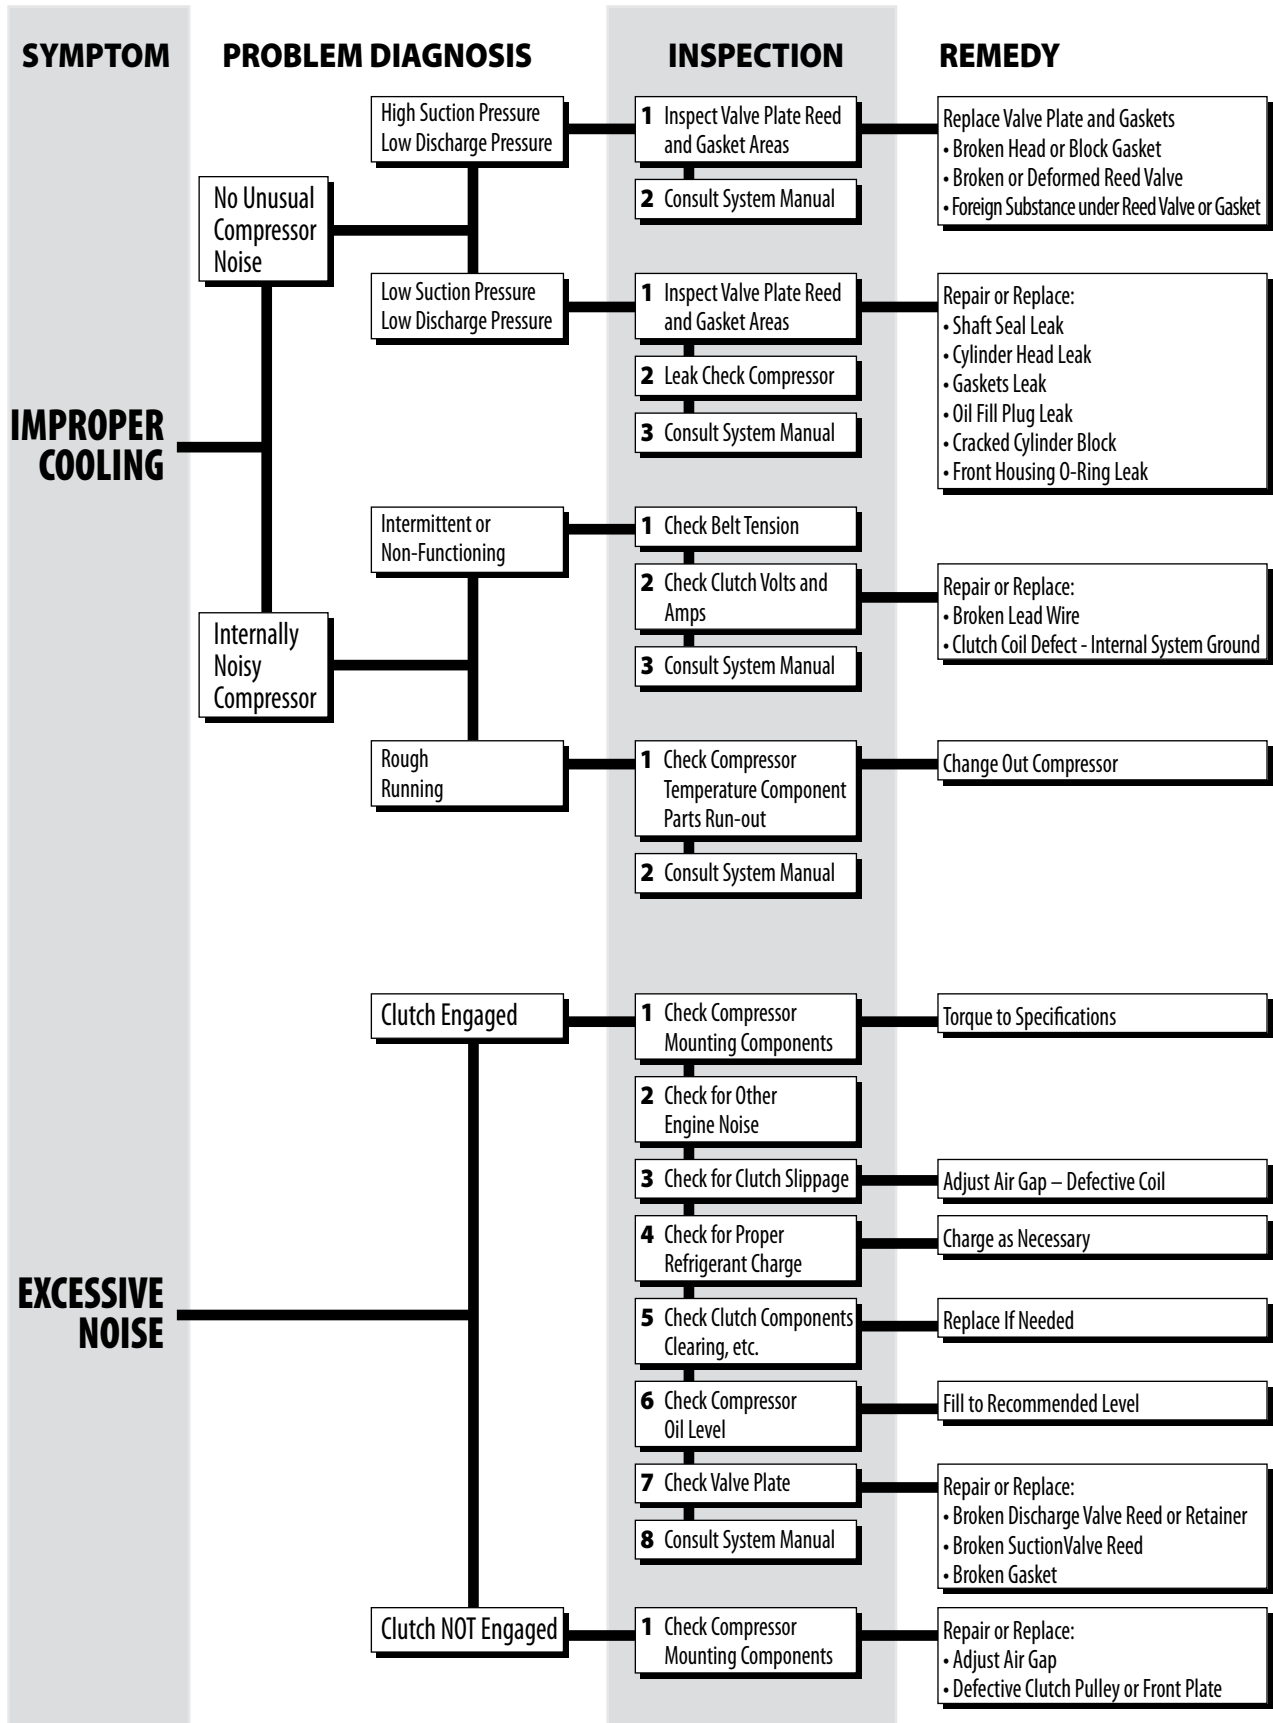 SYMPTOM
PROBLEM DIAGNOSIS
INSPECTION
REMEDY
IMPROPER
COOLING
No Unusual
Compressor
Noise
High Suction Pressure
Low Discharge Pressure
1 Inspect Valve Plate Reed
and Gasket Areas
2 Consult System Manual
Replace Valve Plate and Gaskets
• Broken Head or Block Gasket
• Broken or Deformed Reed Valve
• Foreign Substance under Reed Valve or Gasket
Low Suction Pressure
Low Discharge Pressure
1 Inspect Valve Plate Reed
and Gasket Areas
2 Leak Check Compressor
3 Consult System Manual
Repair or Replace:
• Shaft Seal Leak
• Cylinder Head Leak
• Gaskets Leak
• Oil Fill Plug Leak
• Cracked Cylinder Block
• Front Housing O-Ring Leak
Internally
Noisy
Compressor
Intermittent or
Non-Functioning
1 Check Belt Tension
2 Check Clutch Volts and
Amps
3 Consult System Manual
Repair or Replace:
• Broken Lead Wire
• Clutch Coil Defect - Internal System Ground
Rough
Running
1 Check Compressor
Temperature Component
Parts Run-out
2 Consult System Manual
Change Out Compressor
EXCESSIVE
NOISE
Clutch Engaged
1 Check Compressor
Mounting Components
Torque to Specifications
2 Check for Other
Engine Noise
3 Check for Clutch Slippage
Adjust Air Gap – Defective Coil
4 Check for Proper
Refrigerant Charge
Charge as Necessary
5 Check Clutch Components
Clearing, etc.
Replace If Needed
6 Check Compressor
Oil Level
Fill to Recommended Level
7 Check Valve Plate
8 Consult System Manual
Repair or Replace:
• Broken Discharge Valve Reed or Retainer
• Broken SuctionValve Reed
• Broken Gasket
Clutch NOT Engaged
1 Check Compressor
Mounting Components
Repair or Replace:
• Adjust Air Gap
• Defective Clutch Pulley or Front Plate